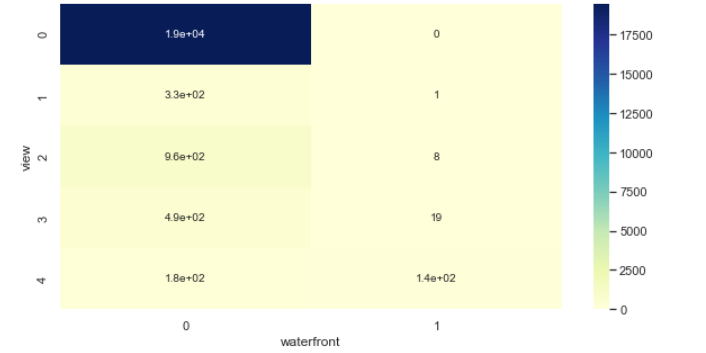 0 1.9e+04 0
1 3.3e+02 1
view
2 9.6e+02 8
3 4.9e+02 19
4 1.8e+02 1.4e+02
0 1
waterfront
17500
15000
12500
10000
7500
5000
2500
0